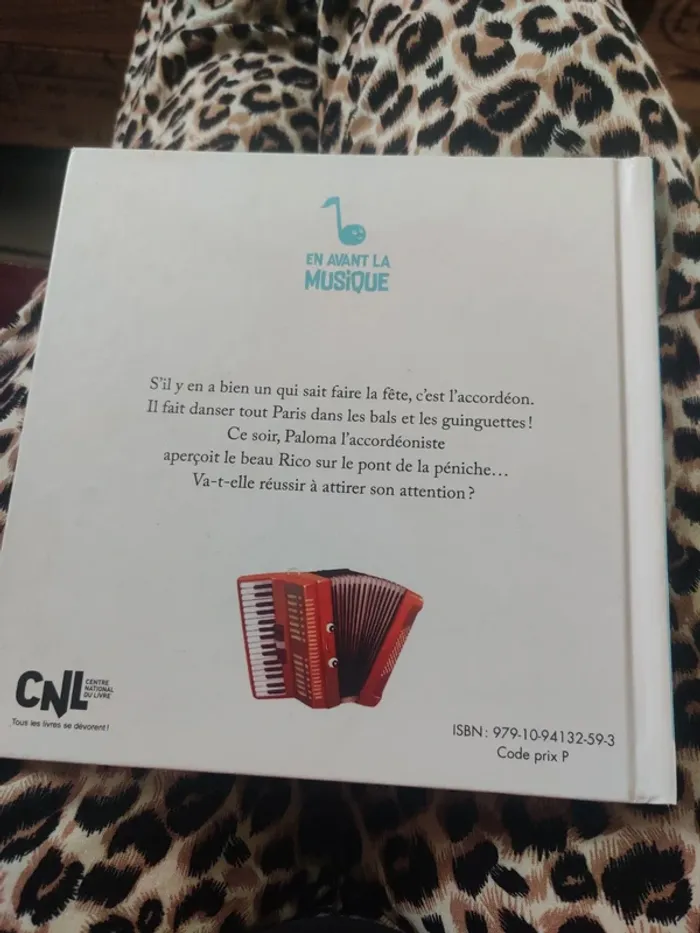 EN AVANT LA
MUSiQUE
S'il y en a bien un qui sait faire la fête, c'est l'accordéon.
Il fait danser tout Paris dans les bals et les guinguettes !
Ce soir, Paloma l'accordéoniste
aperçoit le beau Rico sur le pont de la péniche...
Va-t-elle réussir à attirer son attention ?
CNL
CENTRE
NATIONAL
DU LIVRE
Tous les livres se dévorent !
ISBN : 979-10-94132-59-3
Code prix P